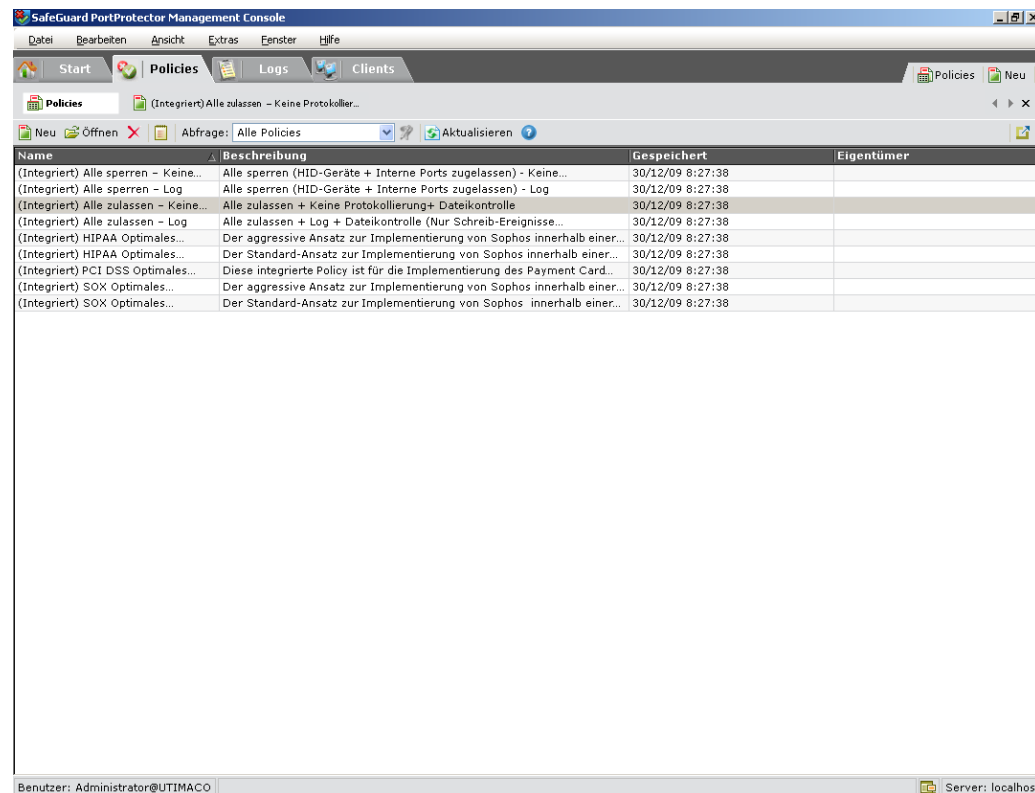 SafeGuard PortProtector Management Console
Datei Bearbeiten Ansicht Extras Fenster Hilfe
Start Policies Logs Clients Policies Neu
Policies (Integriert) Alle zulassen – Keine Protokollier...
Neu Öffnen Abfrage: Alle Policies Aktualisieren
Name Beschreibung Gespeichert Eigentümer
(Integriert) Alle sperren – Keine... Alle sperren (HID-Geräte + Interne Ports zugelassen) - Keine... 30/12/09 8:27:38
(Integriert) Alle sperren – Log Alle sperren (HID-Geräte + Interne Ports zugelassen) - Log 30/12/09 8:27:38
(Integriert) Alle zulassen – Keine... Alle zulassen + Keine Protokollierung+ Dateikontrolle 30/12/09 8:27:38
(Integriert) Alle zulassen – Log Alle zulassen + Log + Dateikontrolle (Nur Schreib-Ereignisse... 30/12/09 8:27:38
(Integriert) HIPAA Optimales... Der aggressive Ansatz zur Implementierung von Sophos innerhalb einer... 30/12/09 8:27:38
(Integriert) HIPAA Optimales... Der Standard-Ansatz zur Implementierung von Sophos innerhalb einer... 30/12/09 8:27:38
(Integriert) PCI DSS Optimales... Diese integrierte Policy ist für die Implementierung des Payment Card... 30/12/09 8:27:38
(Integriert) SOX Optimales... Der aggressive Ansatz zur Implementierung von Sophos innerhalb einer... 30/12/09 8:27:38
(Integriert) SOX Optimales... Der Standard-Ansatz zur Implementierung von Sophos innerhalb einer... 30/12/09 8:27:38
Benutzer: Administrator@UTIMACO Server: localhos